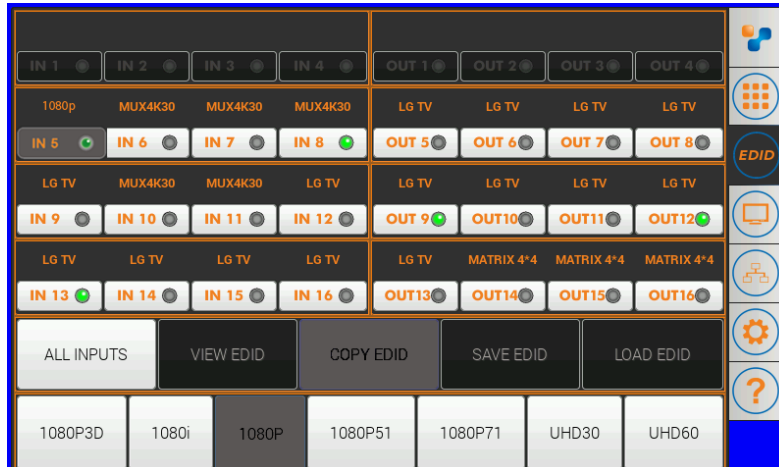 IN 1 IN 2 IN 3 IN 4 OUT 1 OUT 2 OUT 3 OUT 4
1080p MUX4K30 MUX4K30 MUX4K30 LG TV LG TV LG TV LG TV
IN 5 IN 6 IN 7 IN 8 OUT 5 OUT 6 OUT 7 OUT 8
EDID
LG TV MUX4K30 MUX4K30 LG TV LG TV LG TV LG TV LG TV
IN 9 IN 10 IN 11 IN 12 OUT 9 OUT10 OUT11 OUT12
LG TV LG TV LG TV LG TV LG TV MATRIX 4*4 MATRIX 4*4 MATRIX 4*4
IN 13 IN 14 IN 15 IN 16 OUT13 OUT14 OUT15 OUT16
ALL INPUTS VIEW EDID COPY EDID SAVE EDID LOAD EDID
?
1080P3D 1080i 1080P 1080P51 1080P71 UHD30 UHD60